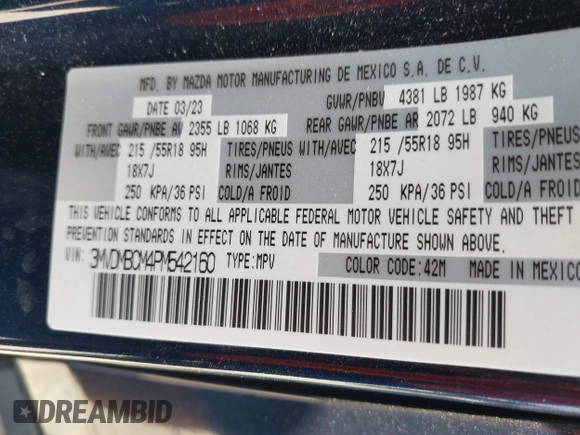 MFD. BY MAZDA MOTOR MANUFACTURING DE MEXICO S.A. DE C.V.
DATE 03/23 GVWR/PNBV 4381 LB 1987 KG
FRONT GAWR/PNBE AV 2355 LB 1068 KG REAR GAWR/PNBE AR 2072 LB 940 KG
WITH/AVEC 215 /55R18 95H TIRES/PNEUS WITH/AVEC 215 /55R18 95H TIRES/PNEUS
18X7J RIMS/JANTES 18X7J RIMS/JANTES
250 KPA/36 PSI COLD/A FROID 250 KPA/36 PSI COLD/A FROID
THIS VEHICLE CONFORMS TO ALL APPLICABLE FEDERAL MOTOR VEHICLE SAFETY AND THEFT
PREVENTION STANDARDS IN EFFECT ON THE DATE OF MANUFACTURE SHOWN ABOVE.
VIN: 3MVDMBCM4PM542160 TYPE:MPV
COLOR CODE:42M MADE IN MEXICO
DREAMBID